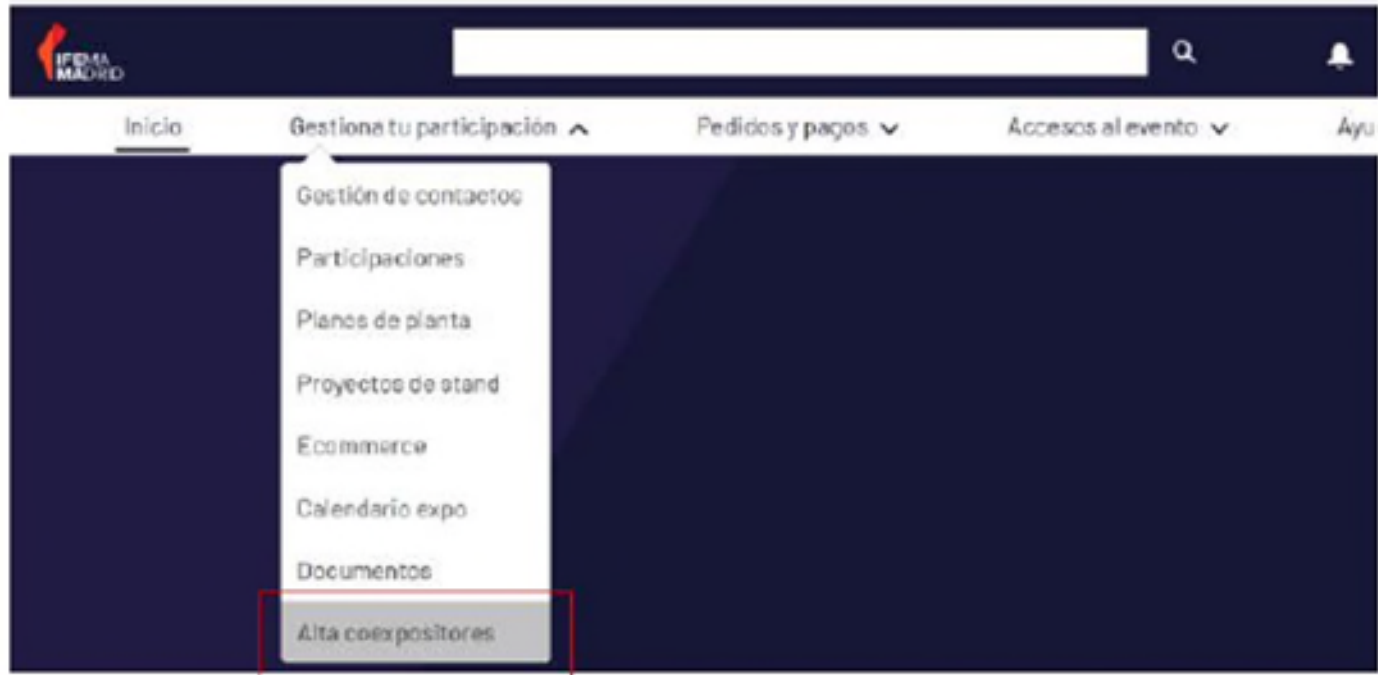 IFEMA
MADRID
Inicio
Gestiona tu participación
Pedidos y pagos
Accesos al evento
Ayu
Gestión de contactos
Participaciones
Planos de planta
Proyectos de stand
Ecommerce
Calendario expo
Documentos
Alta coexpositores